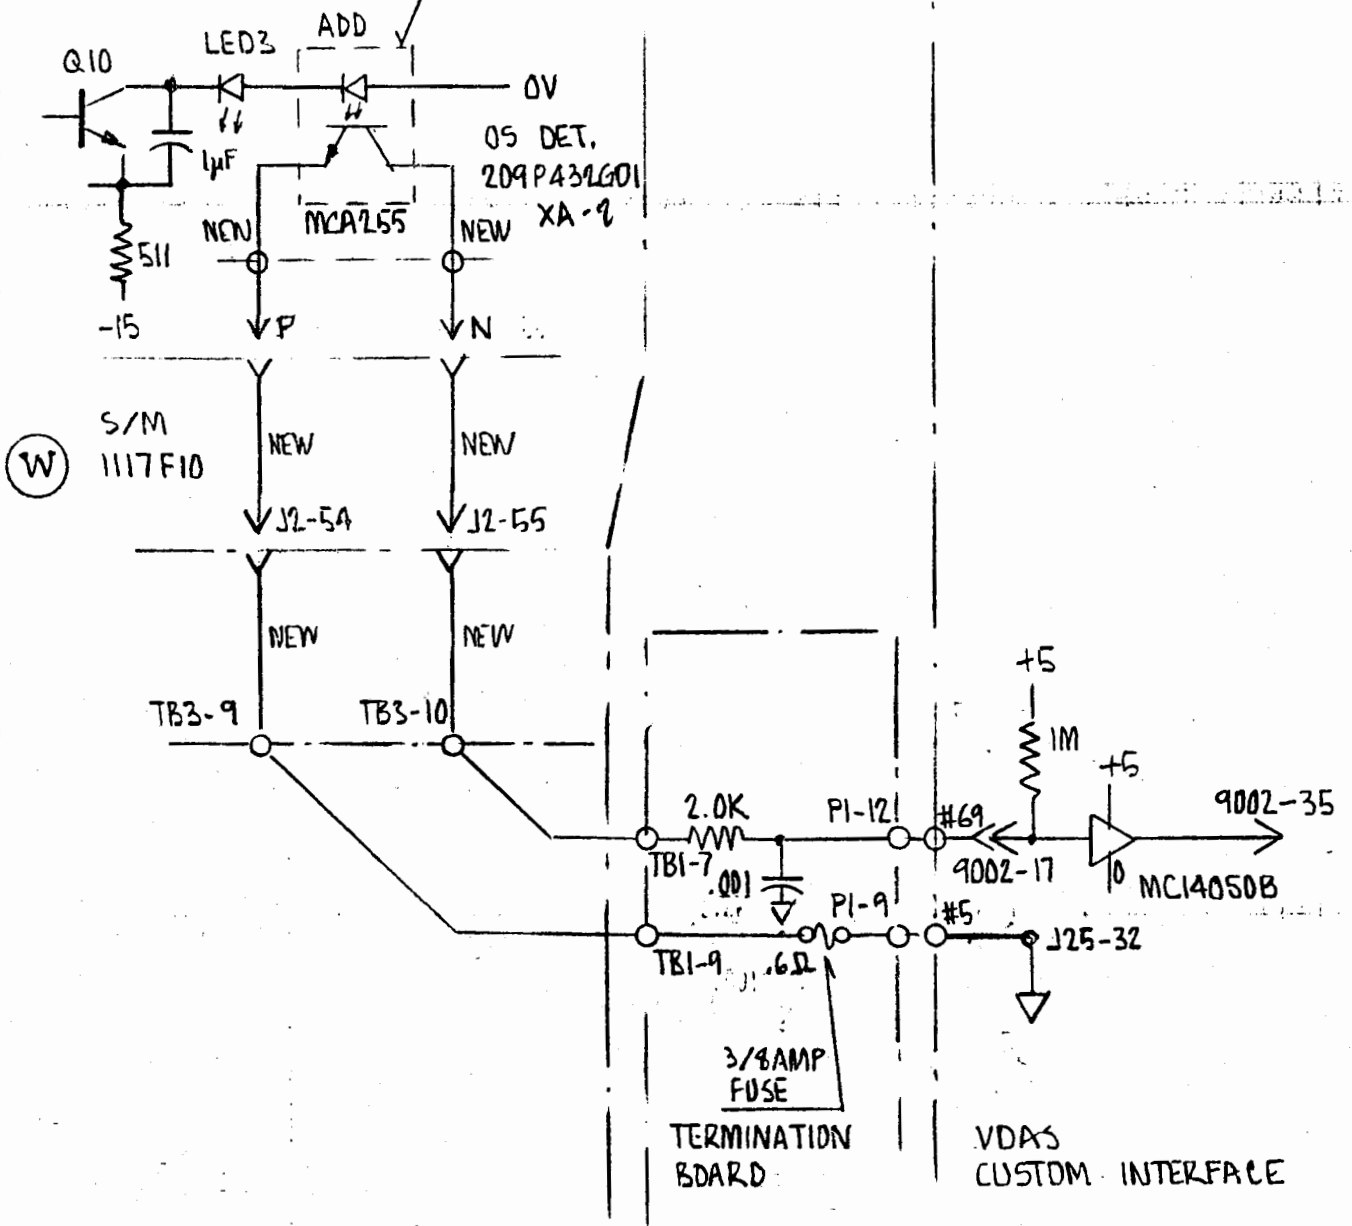 ADD
LED3
Q10
0V
1µF
05 DET.
209P432G01
XA-2
MCA255
NEW
NEW
511
-15
P
N
S/M
1117F10
W
NEW
NEW
J2-54
J2-55
NEW
NEW
TB3-9
TB3-10
+5
1M
+5
2.0K
P1-12
#69
9002-35
TB1-7
9002-17
0
MC14050B
.001
P1-9
#5
J25-32
TB1-9
.6Ω
3/8AMP
FUSE
TERMINATION
BOARD
VDAS
CUSTOM INTERFACE